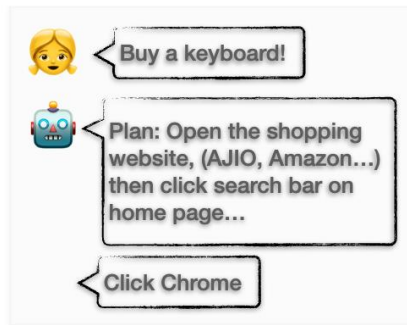 Buy a keyboard!
Plan: Open the shopping
website, (AJIO, Amazon...)
then click search bar on
home page...
Click Chrome